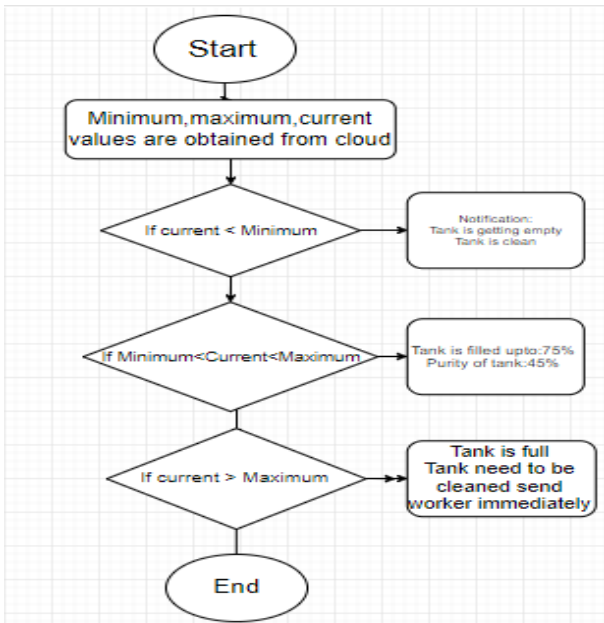 Start
Minimum,maximum,current
values are obtained from cloud
If current < Minimum
Notification:
Tank is getting empty
Tank is clean
If Minimum<Current<Maximum
Tank is filled upto:75%
Purity of tank:45%
If current > Maximum
Tank is full
Tank need to be
cleaned send
worker immediately
End